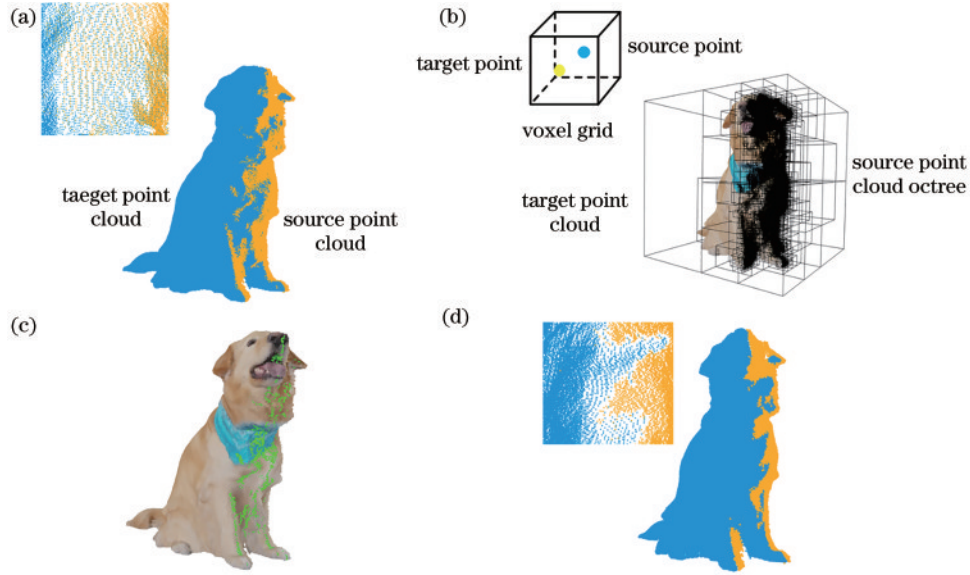 (a)
taeget point
cloud
source point
cloud
(b)
target point
source point
voxel grid
target point
cloud
source point
cloud octree
(c)
(d)